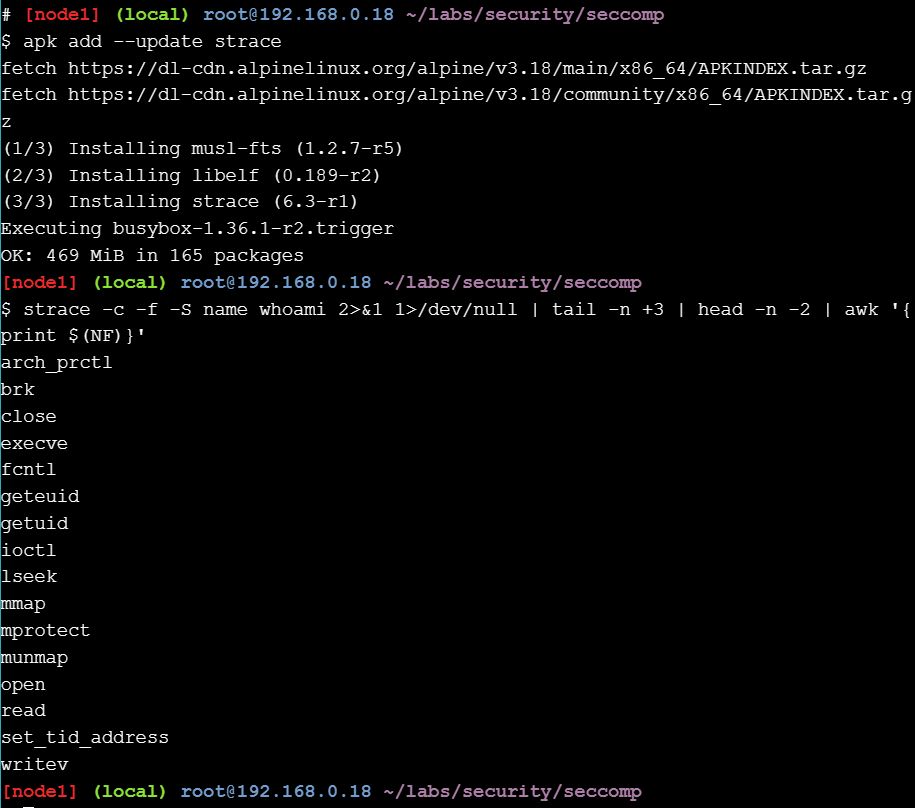 # [node1] (local) root@192.168.0.18 ~/labs/security/seccomp
$ apk add --update strace
fetch https://dl-cdn.alpinelinux.org/alpine/v3.18/main/x86_64/APKINDEX.tar.gz
fetch https://dl-cdn.alpinelinux.org/alpine/v3.18/community/x86_64/APKINDEX.tar.g
z
(1/3) Installing musl-fts (1.2.7-r5)
(2/3) Installing libelf (0.189-r2)
(3/3) Installing strace (6.3-r1)
Executing busybox-1.36.1-r2.trigger
OK: 469 MiB in 165 packages
[node1] (local) root@192.168.0.18 ~/labs/security/seccomp
$ strace -c -f -S name whoami 2>&1 1>/dev/null | tail -n +3 | head -n -2 | awk '{
print $(NF)}'
arch_prctl
brk
close
execve
fcntl
geteuid
getuid
ioctl
lseek
mmap
mprotect
munmap
open
read
set_tid_address
writev
[node1] (local) root@192.168.0.18 ~/labs/security/seccomp